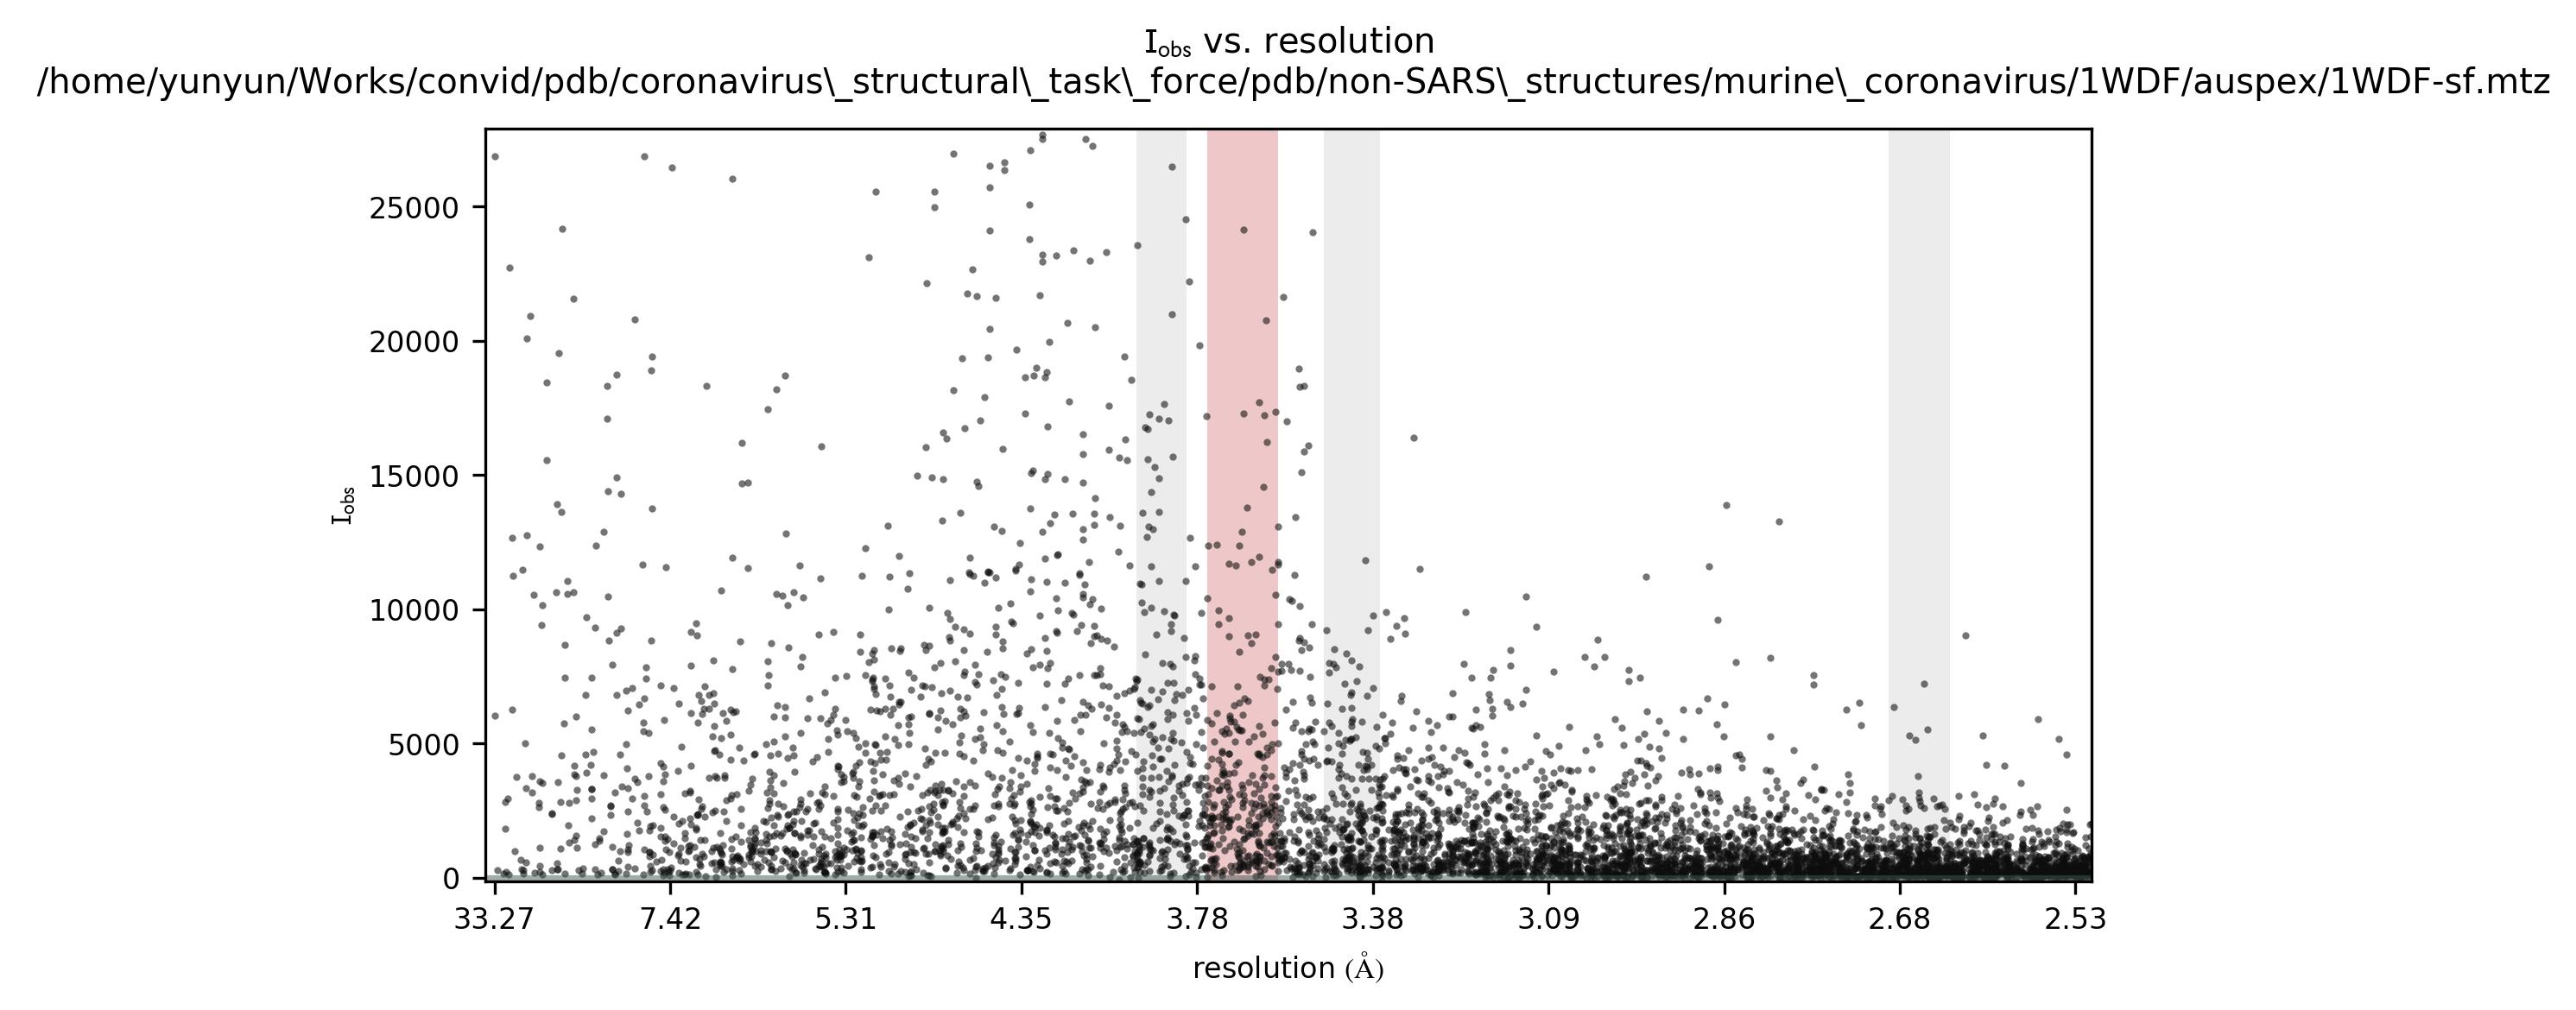 Iobs vs. resolution
/home/yunyun/Works/convid/pdb/coronavirus\_structural\_task\_force/pdb/non-SARS\_structures/murine\_coronavirus/1WDF/auspex/1WDF-sf.mtz
25000
20000
15000
10000
5000
0
Iobs
33.27 7.42 5.31 4.35 3.78 3.38 3.09 2.86 2.68 2.53
resolution (Å)